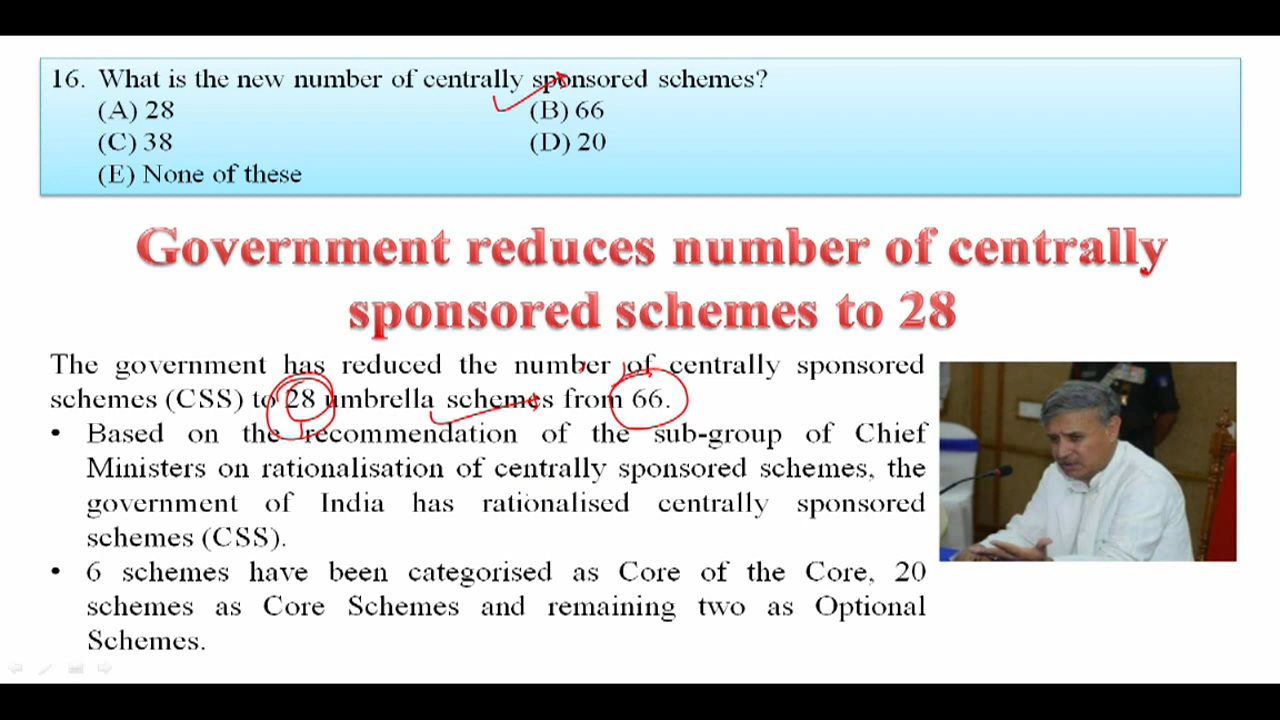 16. What is the new number of centrally sponsored schemes?
(A) 28 (B) 66
(C) 38 (D) 20
(E) None of these
Government reduces number of centrally
sponsored schemes to 28
The government has reduced the number of centrally sponsored
schemes (CSS) to 28 umbrella schemes from 66.
• Based on the recommendation of the sub-group of Chief
Ministers on rationalisation of centrally sponsored schemes, the
government of India has rationalised centrally sponsored
schemes (CSS).
• 6 schemes have been categorised as Core of the Core, 20
schemes as Core Schemes and remaining two as Optional
Schemes.